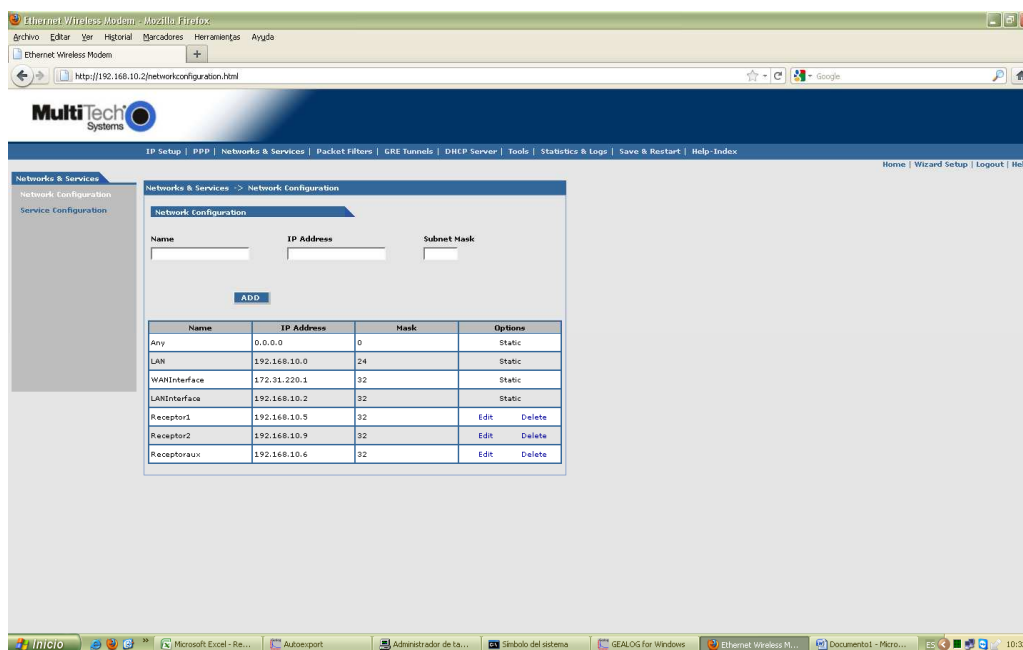 Ethernet Wireless Modem - Mozilla Firefox
Archivo Editar Ver Historial Marcadores Herramientas Ayuda
Ethernet Wireless Modem +
http://192.168.10.2/networkconfiguration.html Google
MultiTech
Systems
IP Setup | PPP | Networks & Services | Packet Filters | GRE Tunnels | DHCP Server | Tools | Statistics & Logs | Save & Restart | Help-Index
Home | Wizard Setup | Logout | Hel
Networks & Services
Network Configuration
Service Configuration
Networks & Services -> Network Configuration
Network Configuration
Name IP Address Subnet Mask
ADD
Name IP Address Mask Options
Any 0.0.0.0 0 Static
LAN 192.168.10.0 24 Static
WANInterface 172.31.220.1 32 Static
LANInterface 192.168.10.2 32 Static
Receptor1 192.168.10.5 32 Edit Delete
Receptor2 192.168.10.9 32 Edit Delete
Receptoraux 192.168.10.6 32 Edit Delete
Inicio » Microsoft Excel - Re... Autoexport Administrador de ta... Símbolo del sistema GEALOG for Windows Ethernet Wireless M... Documento1 - Micro... ES 10:3